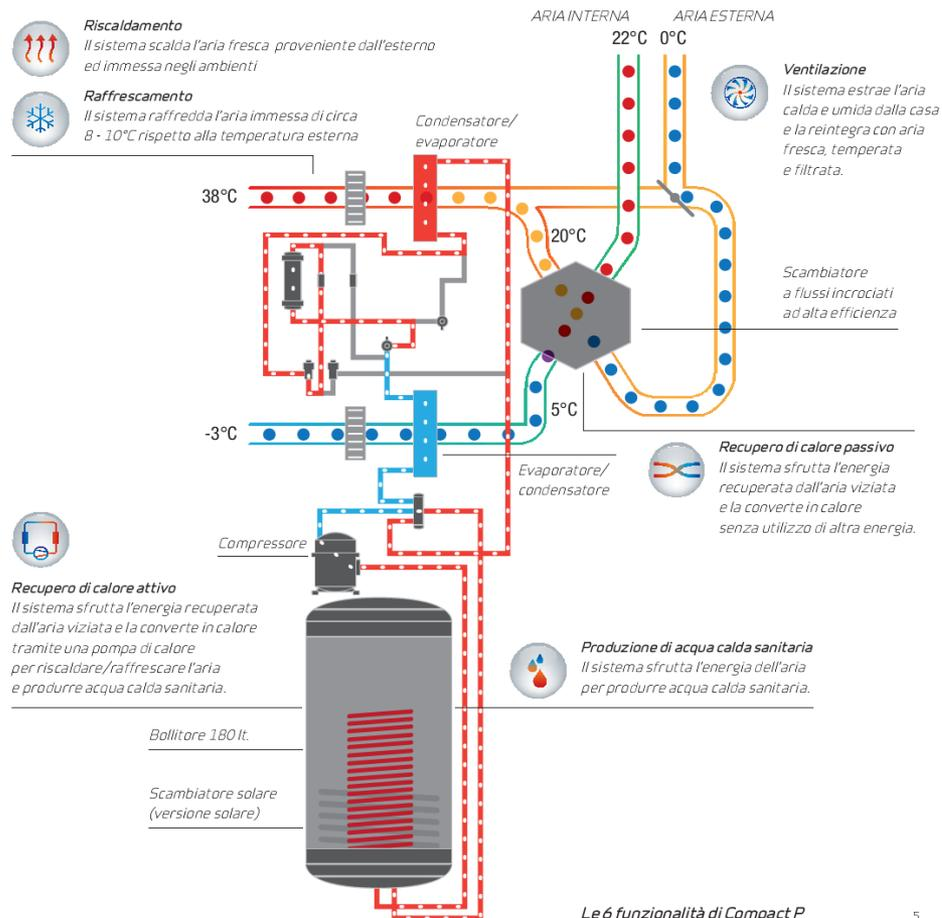 ARIA INTERNA
ARIA ESTERNA
22°C
0°C
Riscaldamento
Il sistema scalda l'aria fresca proveniente dall'esterno
ed immessa negli ambienti
Raffrescamento
Il sistema raffredda l'aria immessa di circa
8 - 10°C rispetto alla temperatura esterna
Condensatore/
evaporatore
Ventilazione
Il sistema estrae l'aria
calda e umida dalla casa
e la reintegra con aria
fresca, temperata
e filtrata.
38°C
20°C
Scambiatore
a flussi incrociati
ad alta efficienza
-3°C
5°C
Evaporatore/
condensatore
Recupero di calore passivo
Il sistema sfrutta l'energia
recuperata dall'aria viziata
e la converte in calore
senza utilizzo di altra energia.
Compressore
Recupero di calore attivo
Il sistema sfrutta l'energia recuperata
dall'aria viziata e la converte in calore
tramite una pompa di calore
per riscaldare/raffrescare l'aria
e produrre acqua calda sanitaria.
Produzione di acqua calda sanitaria
Il sistema sfrutta l'energia dell'aria
per produrre acqua calda sanitaria.
Bollitore 180 lt.
Scambiatore solare
(versione solare)
Le 6 funzionalità di Compact P
5